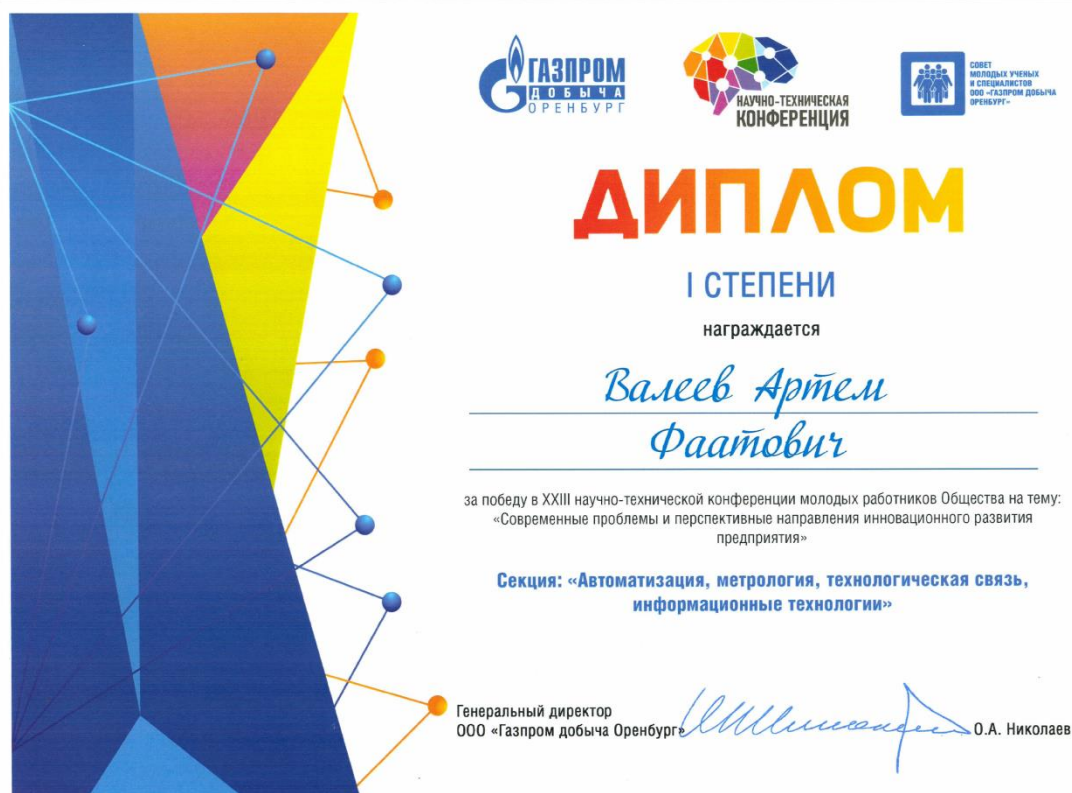 ГАЗПРОМ
ДОБЫЧА
ОРЕНБУРГ
НАУЧНО-ТЕХНИЧЕСКАЯ
КОНФЕРЕНЦИЯ
СОВЕТ
МОЛОДЫХ УЧЕНЫХ
И СПЕЦИАЛИСТОВ
ООО «ГАЗПРОМ ДОБЫЧА
ОРЕНБУРГ»
ДИПЛОМ
I СТЕПЕНИ
награждается
Валеев Артем
Фаатович
за победу в XXIII научно-технической конференции молодых работников Общества на тему:
«Современные проблемы и перспективные направления инновационного развития
предприятия»
Секция: «Автоматизация, метрология, технологическая связь,
информационные технологии»
Генеральный директор
ООО «Газпром добыча Оренбург»
О.А. Николаев